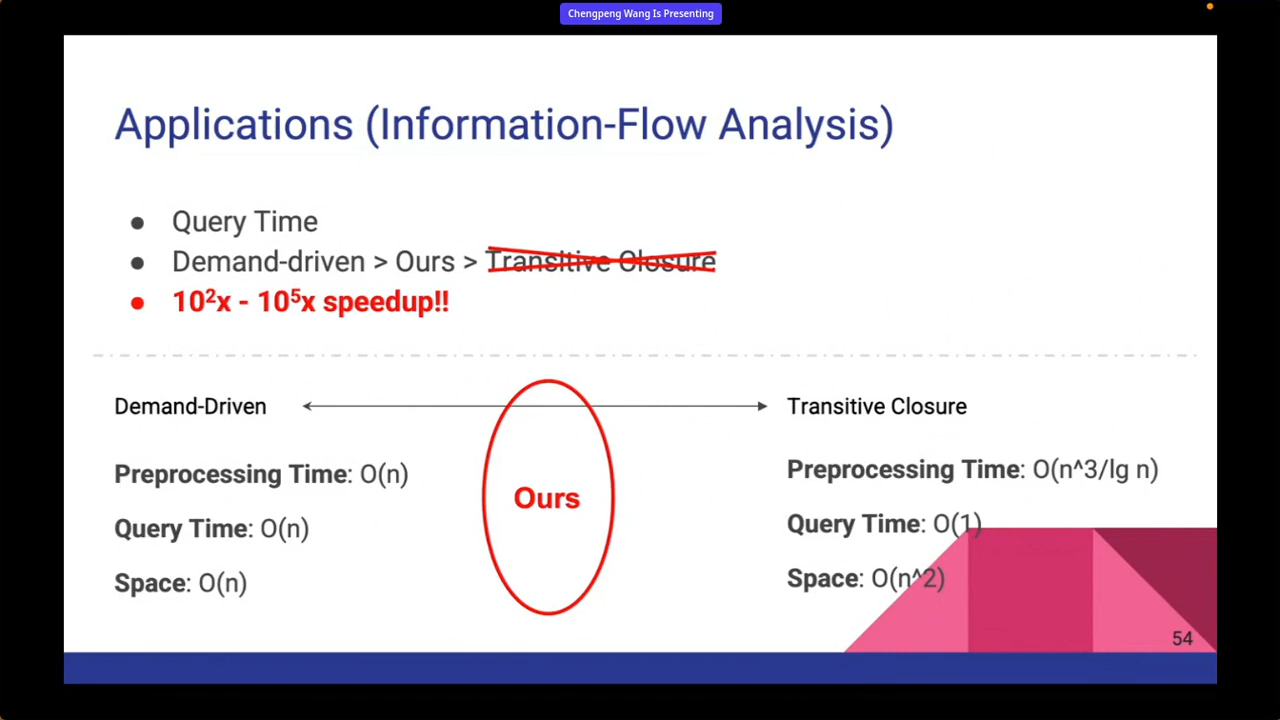 Chengpeng Wang Is Presenting
Applications (Information-Flow Analysis)
● Query Time
● Demand-driven > Ours > Transitive Closure
● 10²x - 10⁵x speedup!!
Demand-Driven
Transitive Closure
Preprocessing Time: O(n)
Query Time: O(n)
Space: O(n)
Ours
Preprocessing Time: O(n^3/lg n)
Query Time: O(1)
Space: O(n^2)
54